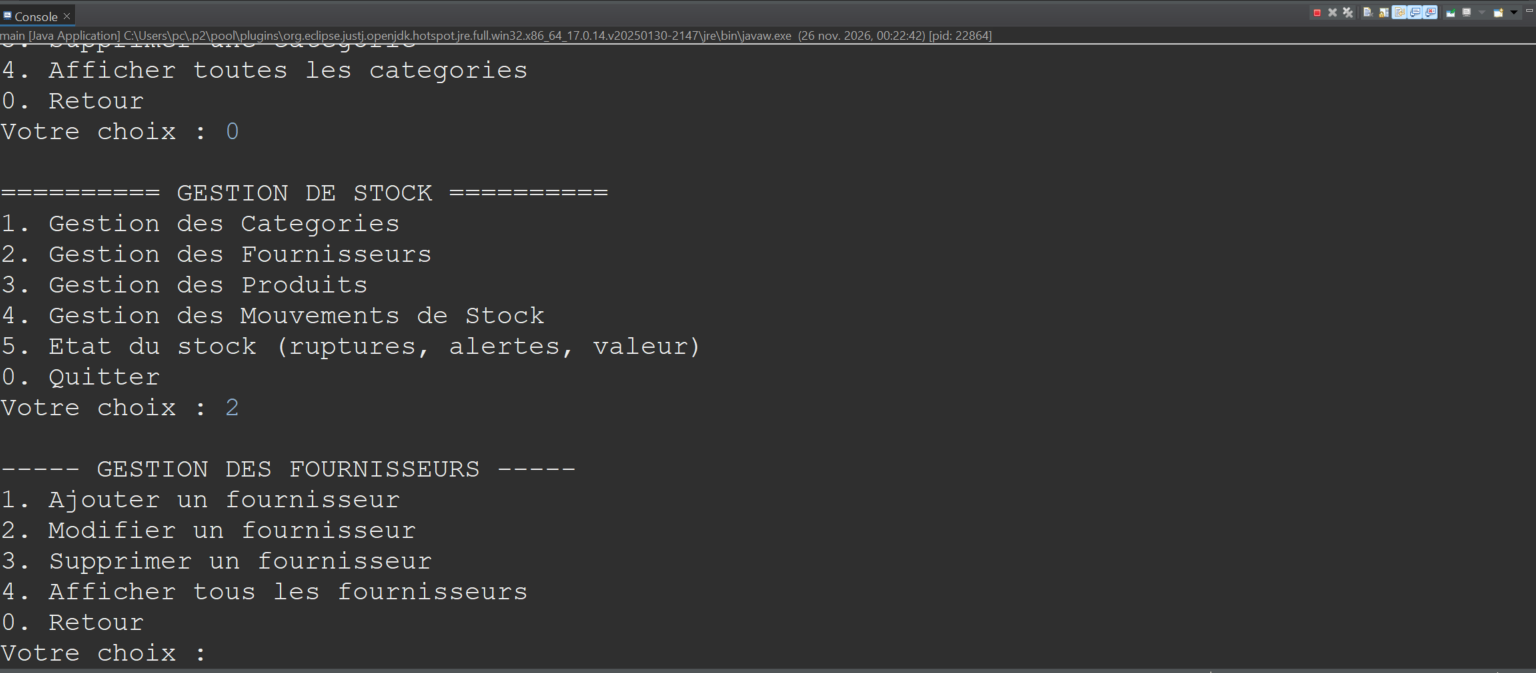 Console
main [Java Application] C:\Users\pc\.p2\pool\plugins\org.eclipse.justj.openjdk.hotspot.jre.full.win32.x86_64_17.0.14.v20250130-2147\jre\bin\javaw.exe (26 nov. 2026, 00:22:42) [pid: 22864]
3. Supprimer une categorie
4. Afficher toutes les categories
0. Retour
Votre choix : 0
========== GESTION DE STOCK ==========
1. Gestion des Categories
2. Gestion des Fournisseurs
3. Gestion des Produits
4. Gestion des Mouvements de Stock
5. Etat du stock (ruptures, alertes, valeur)
0. Quitter
Votre choix : 2
----- GESTION DES FOURNISSEURS -----
1. Ajouter un fournisseur
2. Modifier un fournisseur
3. Supprimer un fournisseur
4. Afficher tous les fournisseurs
0. Retour
Votre choix :